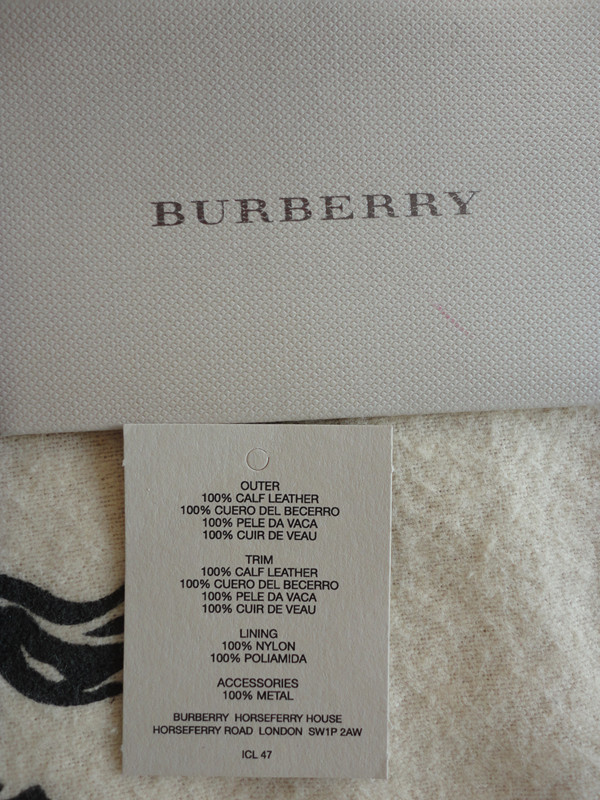 BURBERRY
OUTER
100% CALF LEATHER
100% CUERO DEL BECERRO
100% PELE DA VACA
100% CUIR DE VEAU
TRIM
100% CALF LEATHER
100% CUERO DEL BECERRO
100% PELE DA VACA
100% CUIR DE VEAU
LINING
100% NYLON
100% POLIAMIDA
ACCESSORIES
100% METAL
BURBERRY HORSEFERRY HOUSE
HORSEFERRY ROAD LONDON SW1P 2AW
ICL 47